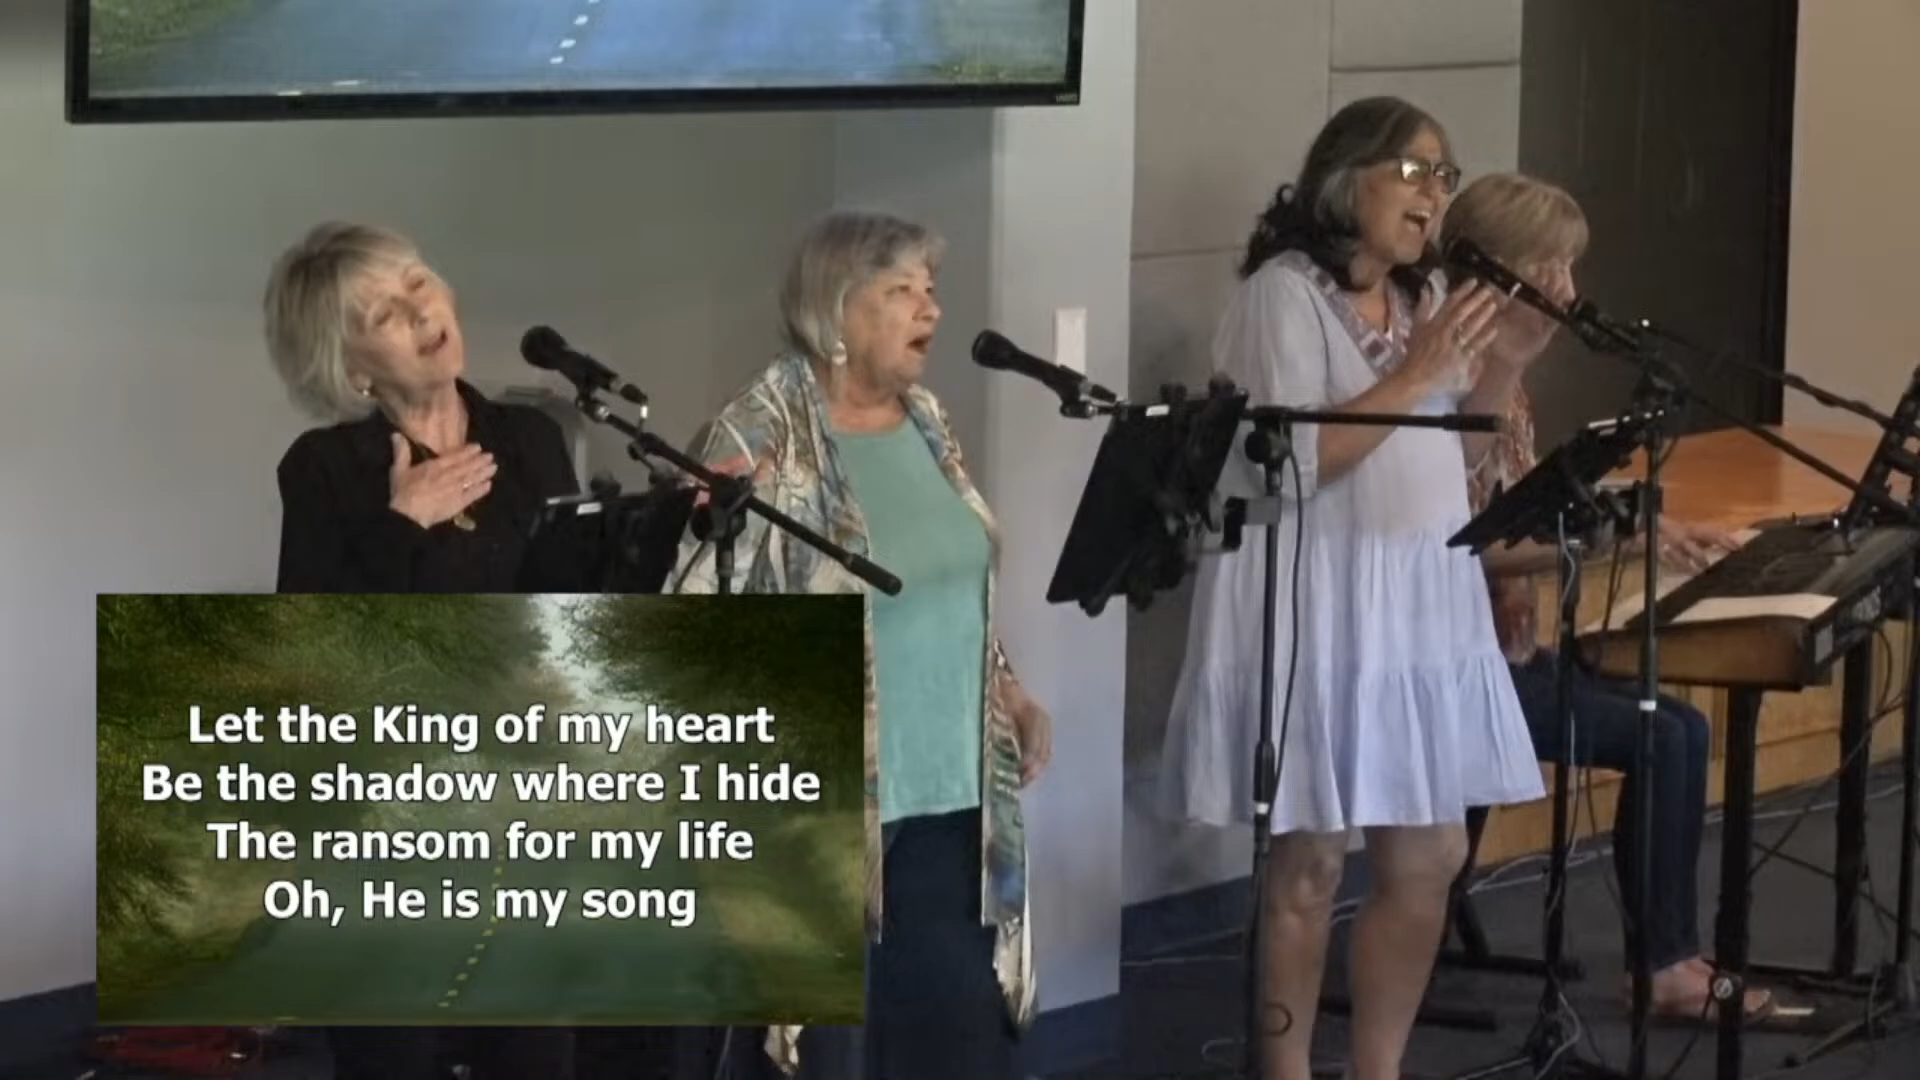 Let the King of my heart
Be the shadow where I hide
The ransom for my life
Oh, He is my song